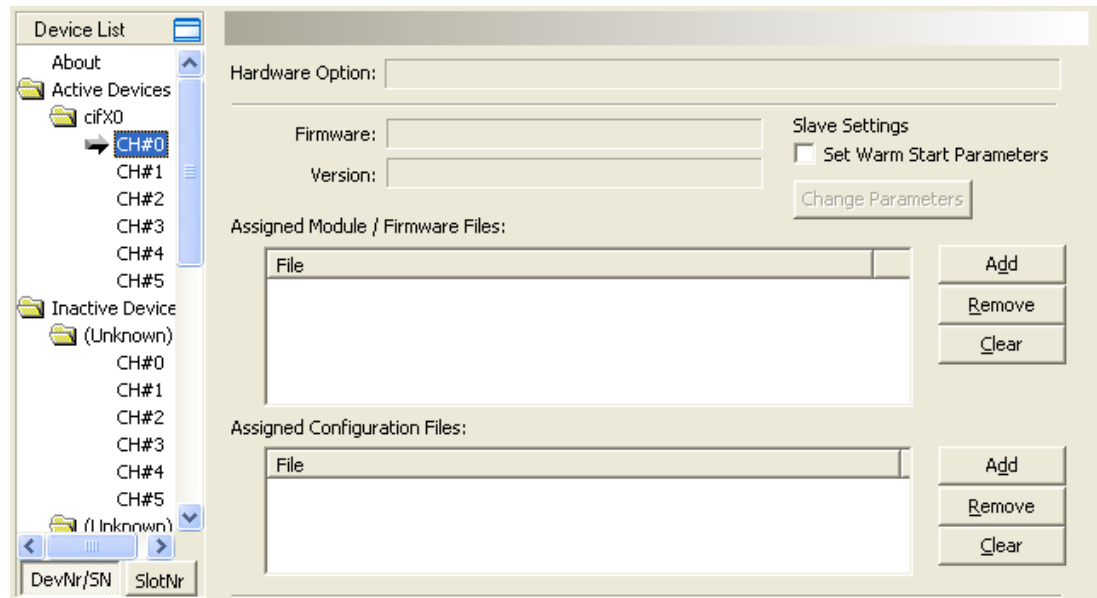 Device List
About
Active Devices
cifX0
CH#0
CH#1
CH#2
CH#3
CH#4
CH#5
Inactive Device
(Unknown)
CH#0
CH#1
CH#2
CH#3
CH#4
CH#5
(Unknown)
DevNr/SN SlotNr
Hardware Option:
Firmware:
Version:
Slave Settings
Set Warm Start Parameters
Change Parameters
Assigned Module / Firmware Files:
File
Add
Remove
Clear
Assigned Configuration Files:
File
Add
Remove
Clear